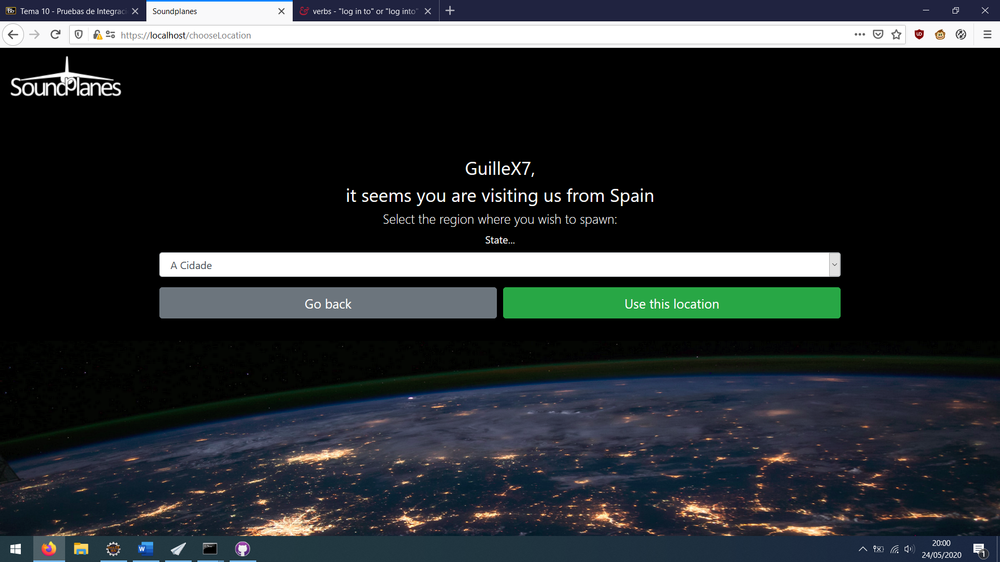 Tema 10 - Pruebas de Integraci
Soundplanes
verbs - "log in to" or "log into"
https://localhost/chooseLocation
SoundPlanes
GuilleX7,
it seems you are visiting us from Spain
Select the region where you wish to spawn:
State...
A Cidade
Go back
Use this location
20:00
24/05/2020
1